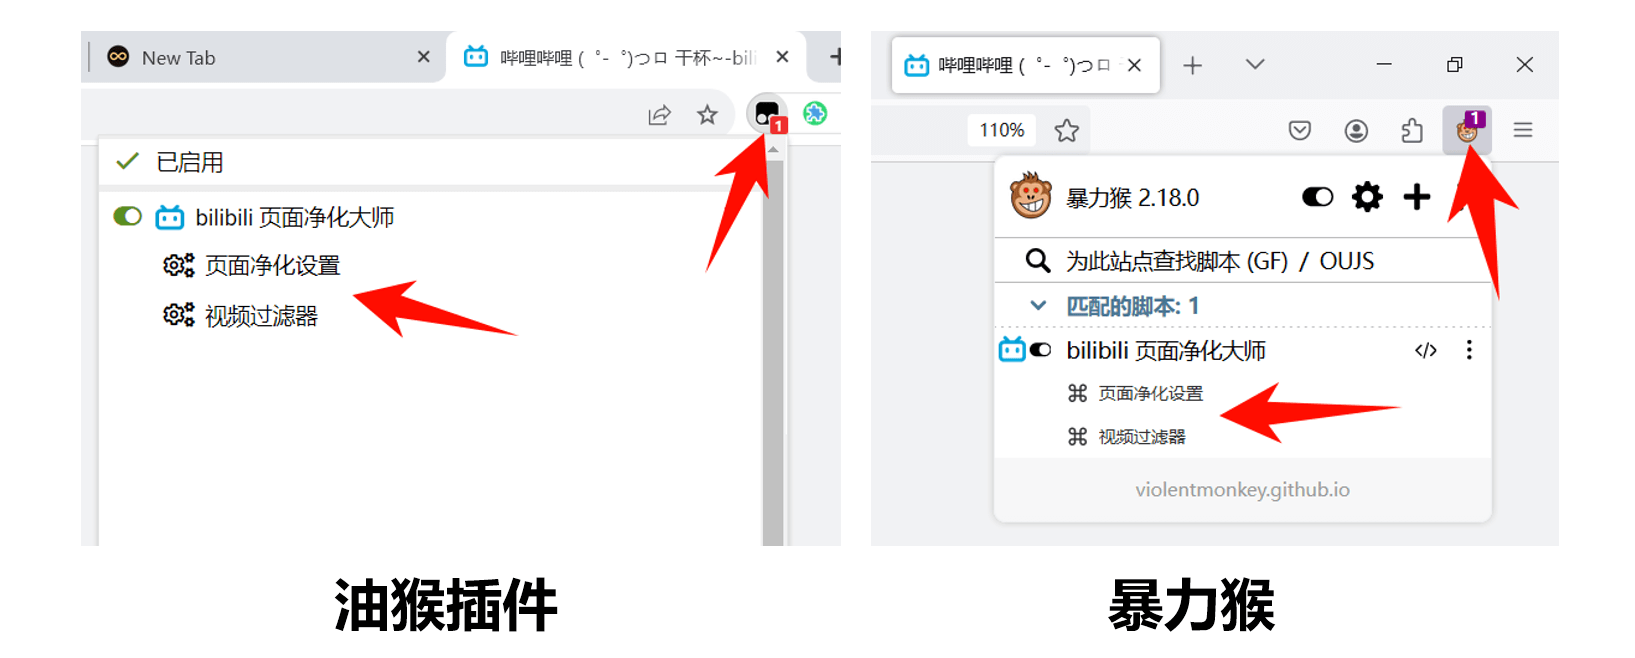 New Tab
哔哩哔哩 ( ゜- ゜)つロ 干杯~-bili
1
已启用
bilibili 页面净化大师
页面净化设置
视频过滤器
油猴插件
哔哩哔哩 ( ゜- ゜)つロ
110%
1
暴力猴 2.18.0
为此站点查找脚本 (GF) / OUJS
匹配的脚本: 1
bilibili 页面净化大师
页面净化设置
视频过滤器
violentmonkey.github.io
暴力猴